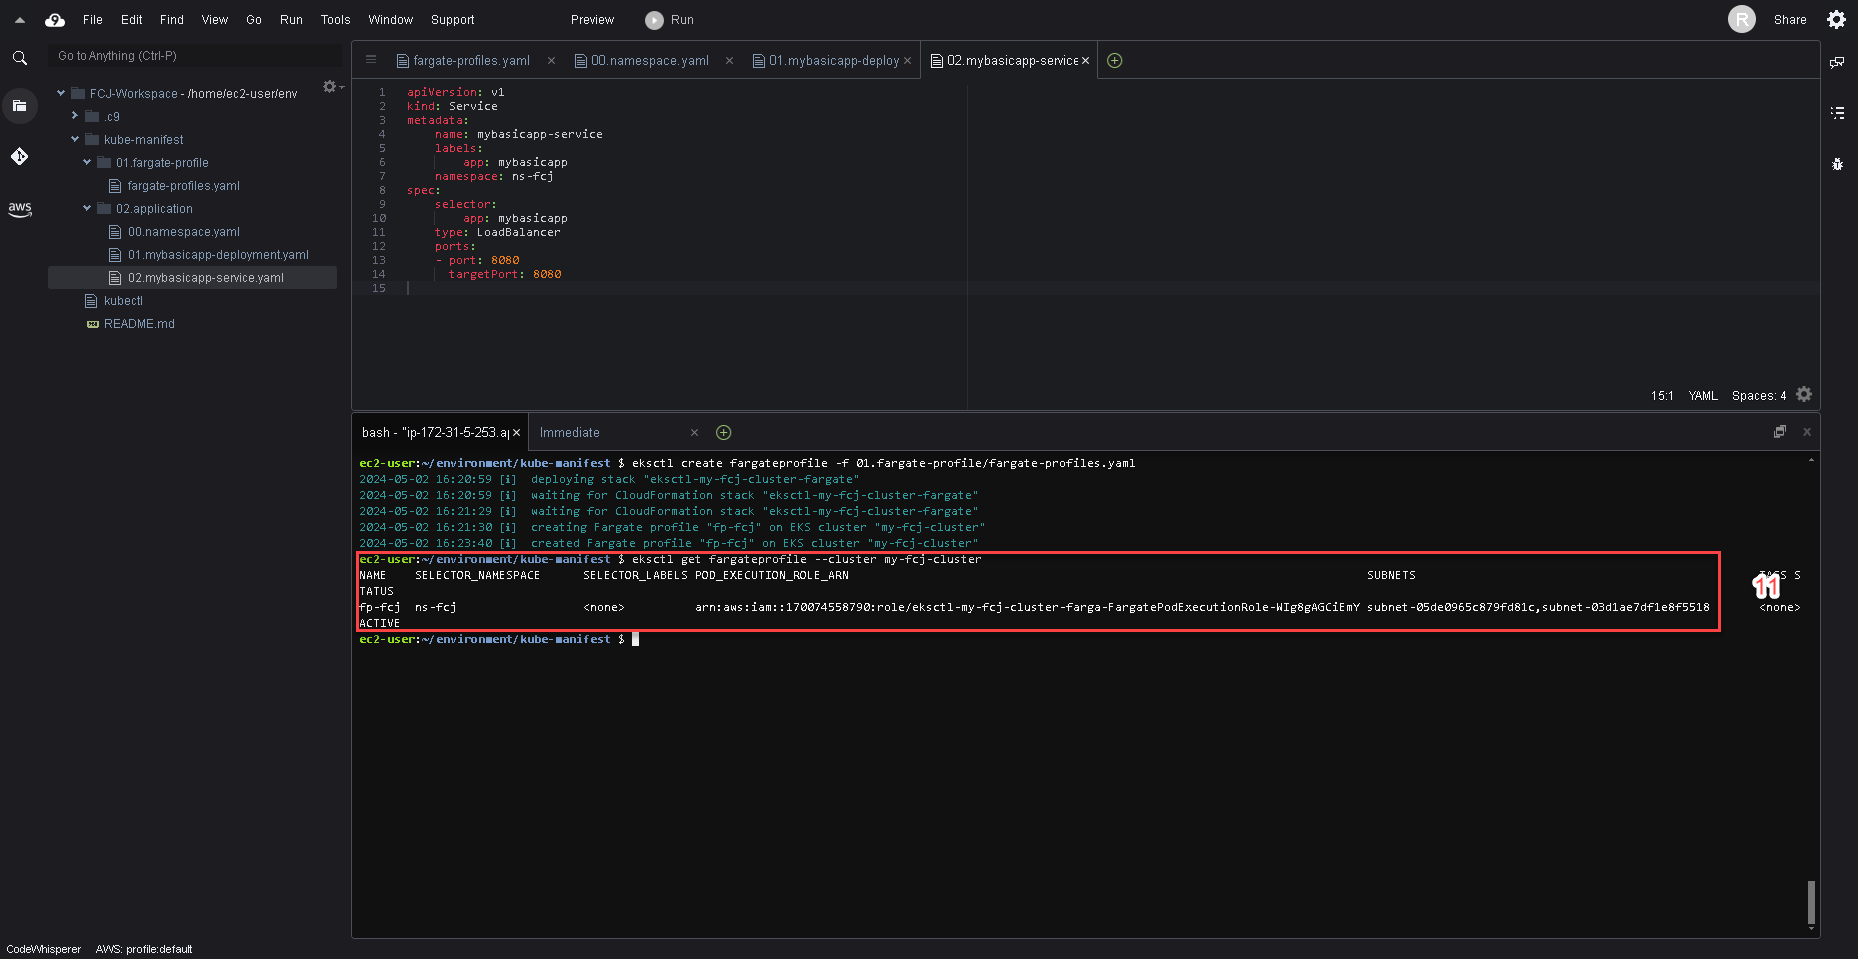 File Edit Find View Go Run Tools Window Support Preview Run R Share
Go to Anything (Ctrl-P)
FCJ-Workspace - /home/ec2-user/env
.c9
kube-manifest
01.fargate-profile
fargate-profiles.yaml
02.application
00.namespace.yaml
01.mybasicapp-deployment.yaml
02.mybasicapp-service.yaml
kubectl
README.md
aws
fargate-profiles.yaml × 00.namespace.yaml × 01.mybasicapp-deploy × 02.mybasicapp-service ×
1 apiVersion: v1
2 kind: Service
3 metadata:
4 name: mybasicapp-service
5 labels:
6 app: mybasicapp
7 namespace: ns-fcj
8 spec:
9 selector:
10 app: mybasicapp
11 type: LoadBalancer
12 ports:
13 - port: 8080
14 targetPort: 8080
15
15:1 YAML Spaces: 4
bash - "ip-172-31-5-253.ap × Immediate ×
ec2-user:~/environment/kube-manifest $ eksctl create fargateprofile -f 01.fargate-profile/fargate-profiles.yaml
2024-05-02 16:20:59 [i] deploying stack "eksctl-my-fcj-cluster-fargate"
2024-05-02 16:20:59 [i] waiting for CloudFormation stack "eksctl-my-fcj-cluster-fargate"
2024-05-02 16:21:29 [i] waiting for CloudFormation stack "eksctl-my-fcj-cluster-fargate"
2024-05-02 16:21:30 [i] creating Fargate profile "fp-fcj" on EKS cluster "my-fcj-cluster"
2024-05-02 16:23:40 [i] created Fargate profile "fp-fcj" on EKS cluster "my-fcj-cluster"
ec2-user:~/environment/kube-manifest $ eksctl get fargateprofile --cluster my-fcj-cluster
NAME SELECTOR_NAMESPACE SELECTOR_LABELS POD_EXECUTION_ROLE_ARN SUBNETS TAGS S
TATUS
11
fp-fcj ns-fcj <none> arn:aws:iam::170074558790:role/eksctl-my-fcj-cluster-farga-FargatePodExecutionRole-WIg8gAGCiEmY subnet-05de0965c879fd81c,subnet-03d1ae7df1e8f5518 <none>
ACTIVE
ec2-user:~/environment/kube-manifest $
CodeWhisperer AWS: profile:default